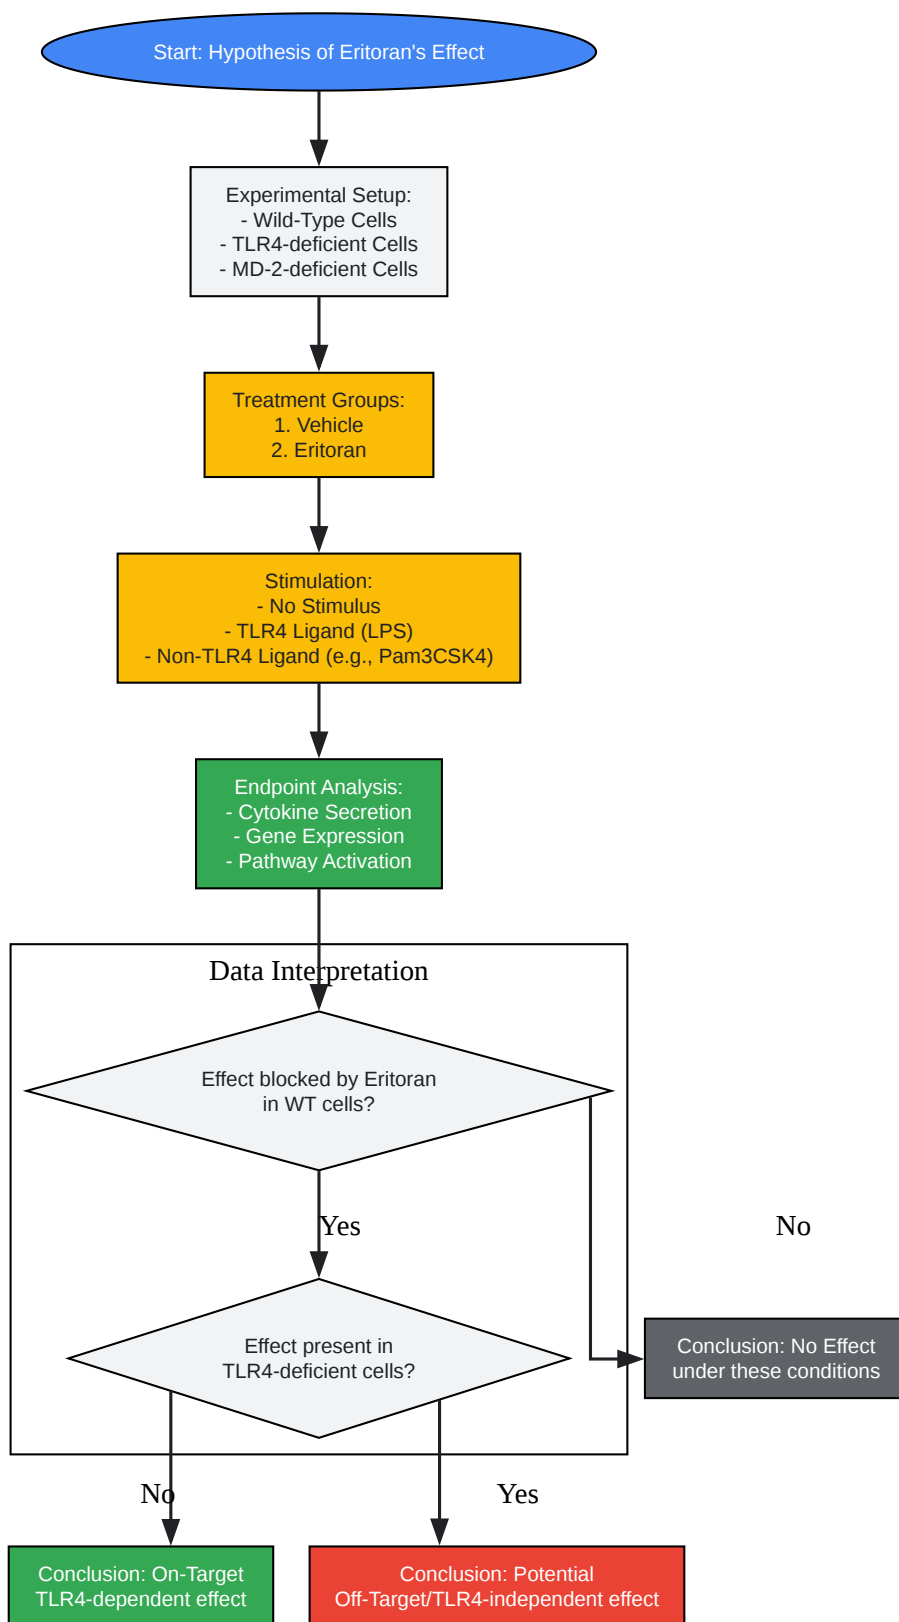 Start: Hypothesis of Eritoran's Effect
Experimental Setup:
- Wild-Type Cells
- TLR4-deficient Cells
- MD-2-deficient Cells
Treatment Groups:
1. Vehicle
2. Eritoran
Stimulation:
- No Stimulus
- TLR4 Ligand (LPS)
- Non-TLR4 Ligand (e.g., Pam3CSK4)
Endpoint Analysis:
- Cytokine Secretion
- Gene Expression
- Pathway Activation
Data Interpretation
Effect blocked by Eritoran
in WT cells?
Yes
No
Effect present in
TLR4-deficient cells?
Conclusion: No Effect
under these conditions
No
Yes
Conclusion: On-Target
TLR4-dependent effect
Conclusion: Potential
Off-Target/TLR4-independent effect